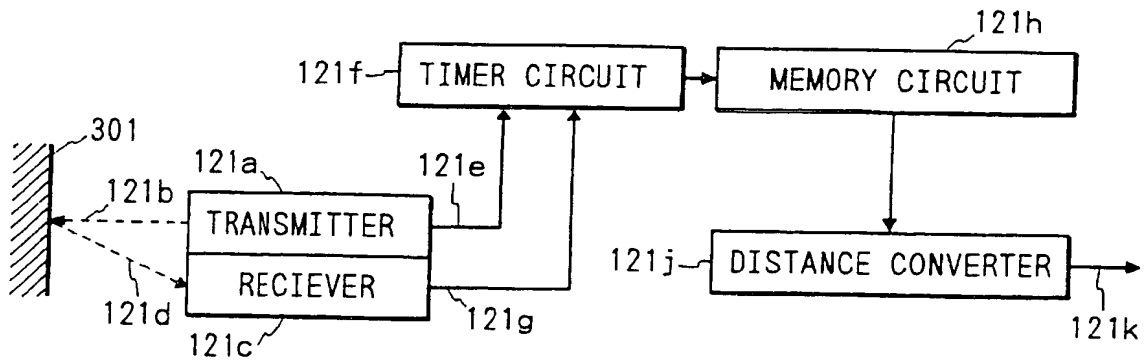 121h
121f
TIMER CIRCUIT
MEMORY CIRCUIT
301
121a
121e
121b
TRANSMITTER
121j
DISTANCE CONVERTER
RECIEVER
121d
121c
121g
121k